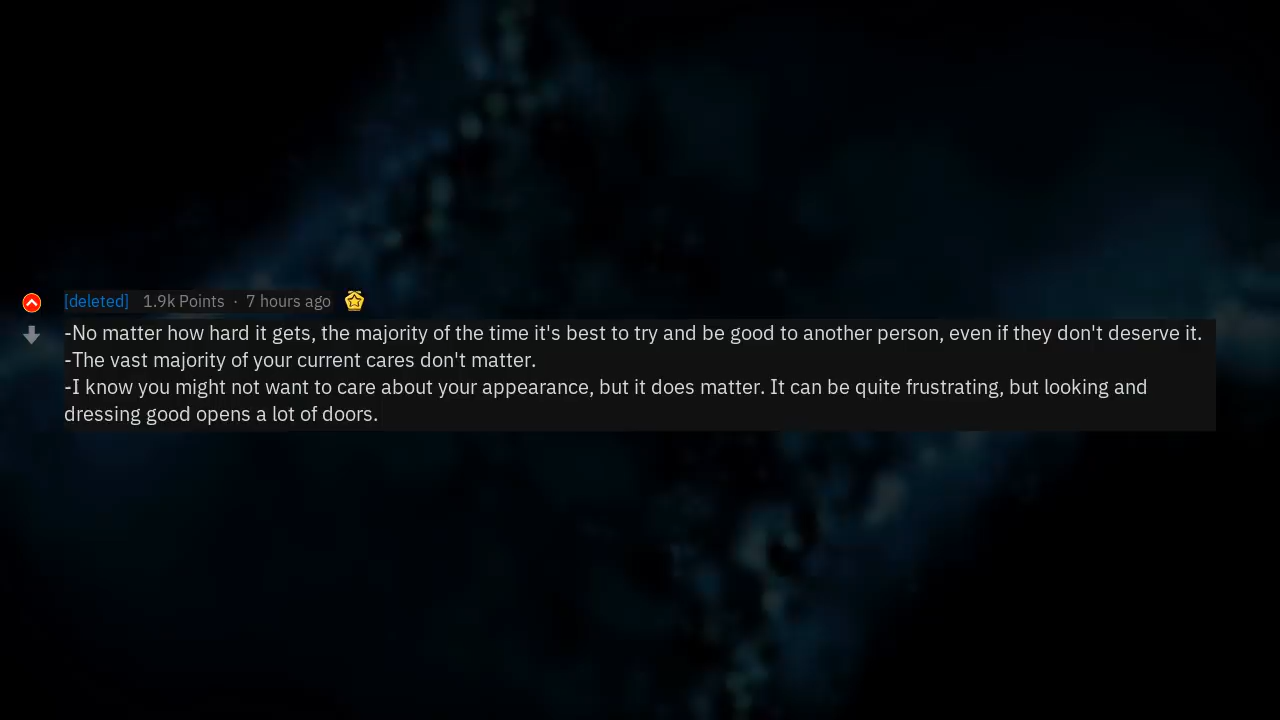 [deleted] 1.9k Points · 7 hours ago
-No matter how hard it gets, the majority of the time it's best to try and be good to another person, even if they don't deserve it.
-The vast majority of your current cares don't matter.
-I know you might not want to care about your appearance, but it does matter. It can be quite frustrating, but looking and
dressing good opens a lot of doors.